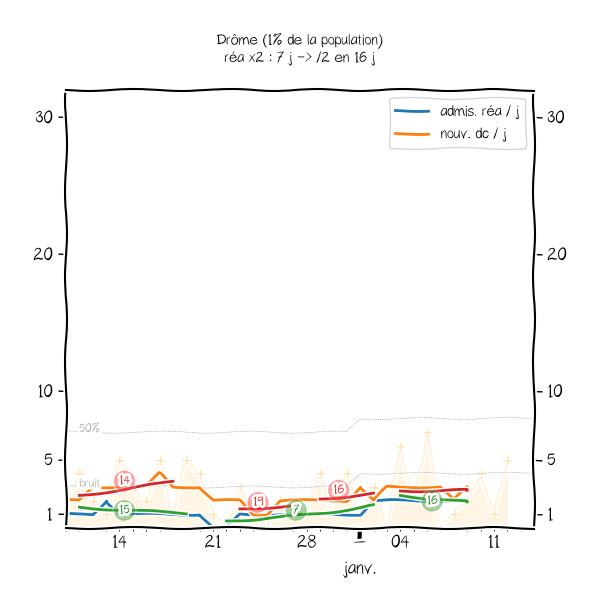 Drôme (1% de la population)
réa x2 : 7 j -> /2 en 16 j
admis. réa / j
nouv. dc / j
30 30
20 20
10 10
50%
5 5
bruit
14 19 16
15 7 16
1 1
14 21 28 1 04 11
janv.